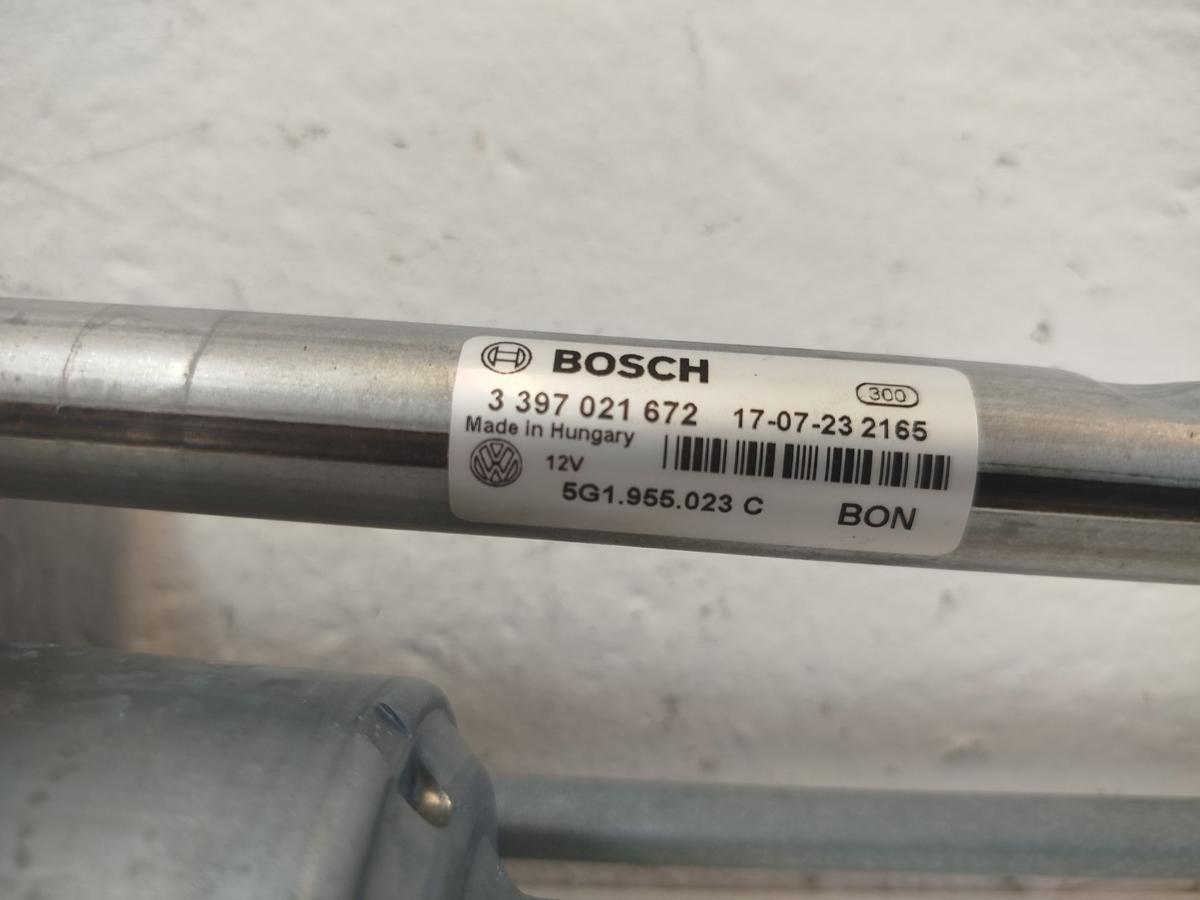 BOSCH
300
3 397 021 672 17-07-23 2165
Made in Hungary
12V
5G1.955.023 C BON